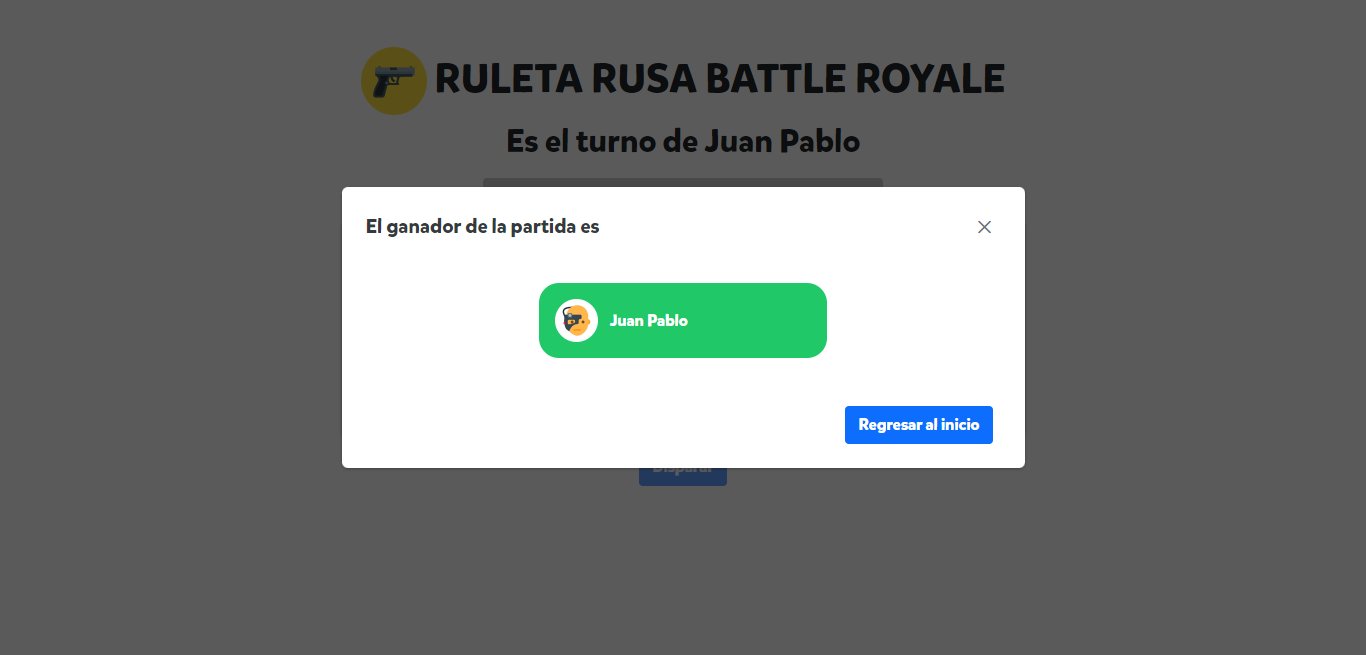 RULETA RUSA BATTLE ROYALE
Es el turno de Juan Pablo
El ganador de la partida es
Juan Pablo
Regresar al inicio
Disparar